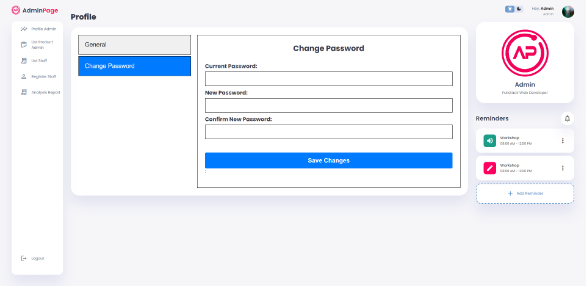 AdminPage
Profile Admin
List Product
Admin
List Staff
Register Staff
Analysis Report
Logout
Profile
General
Change Password
Change Password
Current Password:
New Password:
Confirm New Password:
Save Changes
Hey, Admin
Admin
AP
Admin
Fullstack Web Developer
Reminders
Workshop
08:00 AM - 12:00 PM
Workshop
08:00 AM - 12:00 PM
Add Reminder